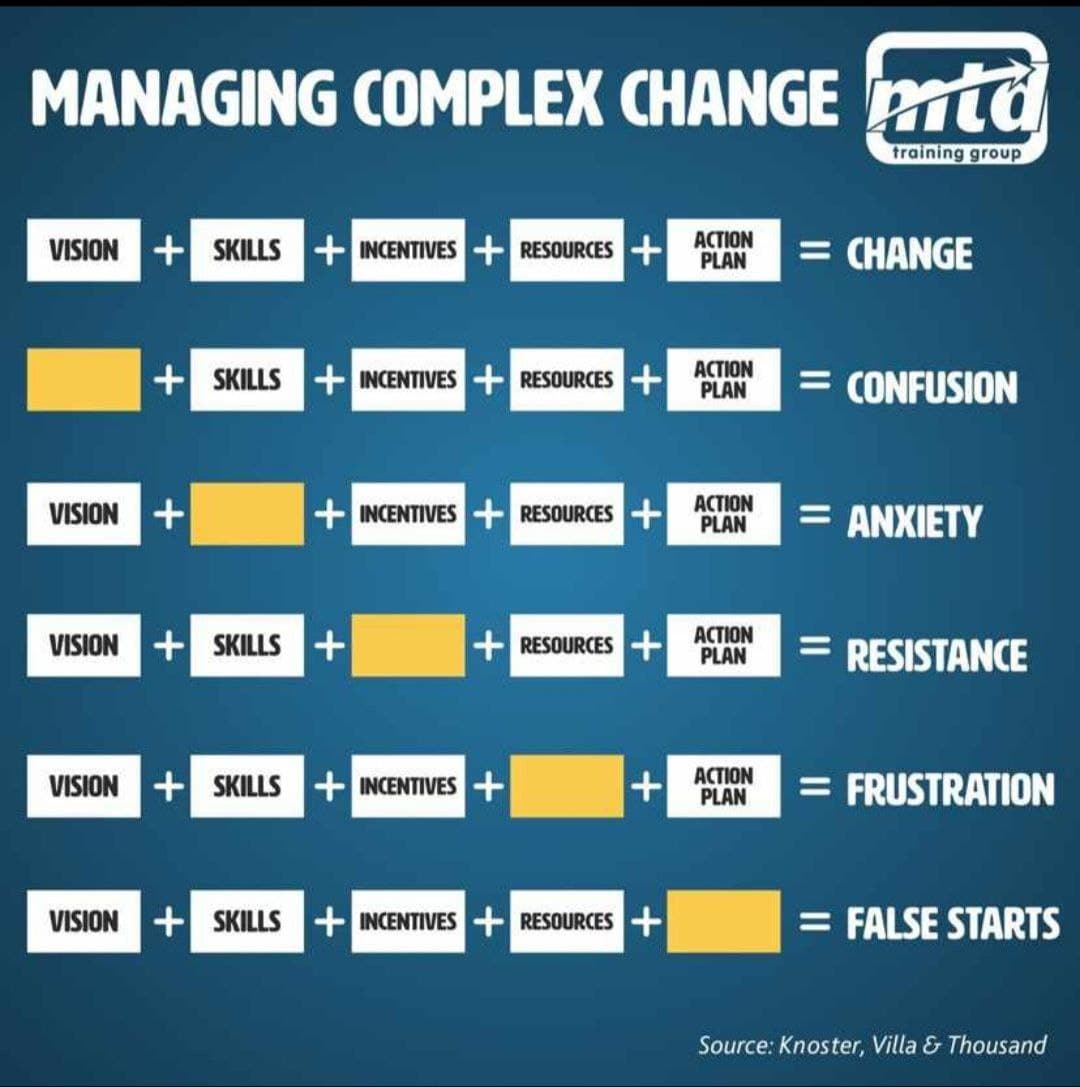 MANAGING COMPLEX CHANGE
mtd
training group
VISION + SKILLS + INCENTIVES + RESOURCES + ACTION PLAN = CHANGE
+ SKILLS + INCENTIVES + RESOURCES + ACTION PLAN = CONFUSION
VISION + + INCENTIVES + RESOURCES + ACTION PLAN = ANXIETY
VISION + SKILLS + + RESOURCES + ACTION PLAN = RESISTANCE
VISION + SKILLS + INCENTIVES + + ACTION PLAN = FRUSTRATION
VISION + SKILLS + INCENTIVES + RESOURCES + = FALSE STARTS
Source: Knoster, Villa & Thousand